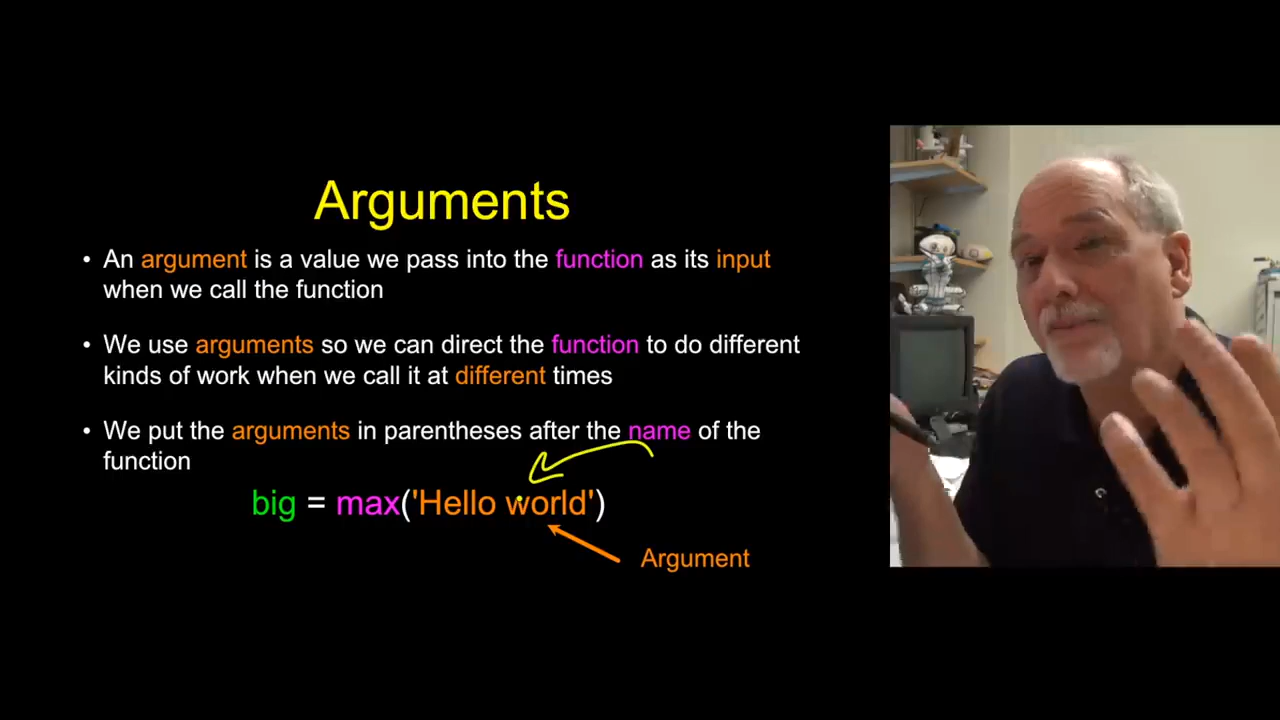 Arguments
• An argument is a value we pass into the function as its input
when we call the function
• We use arguments so we can direct the function to do different
kinds of work when we call it at different times
• We put the arguments in parentheses after the name of the
function
big = max('Hello world')
Argument